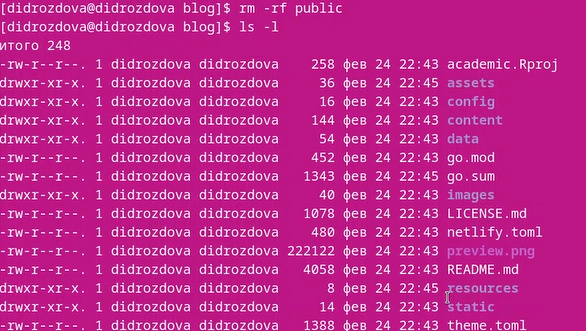 [didrozdova@didrozdova blog]$ rm -rf public
[didrozdova@didrozdova blog]$ ls -l
итого 248
-rw-r--r--. 1 didrozdova didrozdova 258 фев 24 22:43 academic.Rproj
drwxr-xr-x. 1 didrozdova didrozdova 36 фев 24 22:45 assets
drwxr-xr-x. 1 didrozdova didrozdova 16 фев 24 22:43 config
drwxr-xr-x. 1 didrozdova didrozdova 144 фев 24 22:43 content
drwxr-xr-x. 1 didrozdova didrozdova 54 фев 24 22:43 data
-rw-r--r--. 1 didrozdova didrozdova 452 фев 24 22:43 go.mod
-rw-r--r--. 1 didrozdova didrozdova 1343 фев 24 22:45 go.sum
drwxr-xr-x. 1 didrozdova didrozdova 40 фев 24 22:43 images
-rw-r--r--. 1 didrozdova didrozdova 1078 фев 24 22:43 LICENSE.md
-rw-r--r--. 1 didrozdova didrozdova 480 фев 24 22:43 netlify.toml
-rw-r--r--. 1 didrozdova didrozdova 222122 фев 24 22:43 preview.png
-rw-r--r--. 1 didrozdova didrozdova 4058 фев 24 22:43 README.md
drwxr-xr-x. 1 didrozdova didrozdova 8 фев 24 22:45 resources
drwxr-xr-x. 1 didrozdova didrozdova 14 фев 24 22:43 static
-rw-r--r--. 1 didrozdova didrozdova 1388 фев 24 22:43 theme.toml